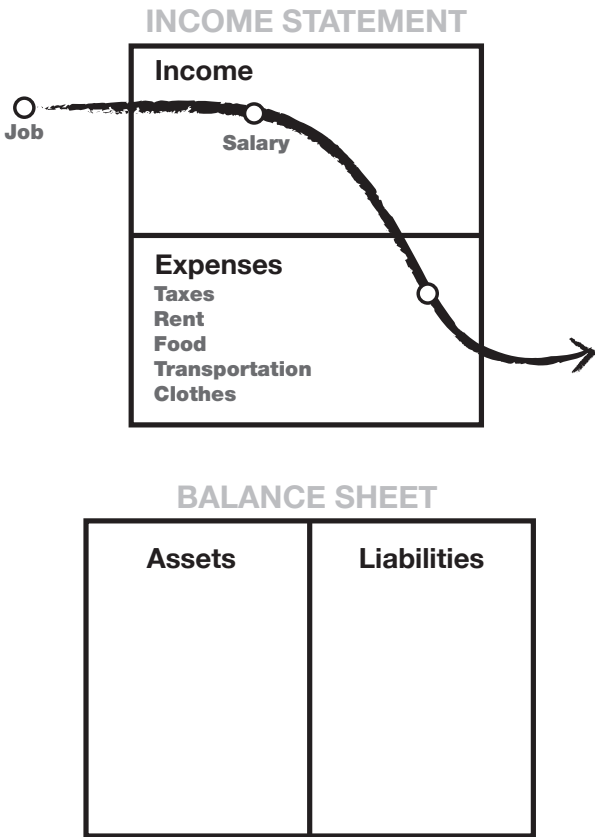 INCOME STATEMENT
Income
Job
Salary
Expenses
Taxes
Rent
Food
Transportation
Clothes
BALANCE SHEET
Assets
Liabilities